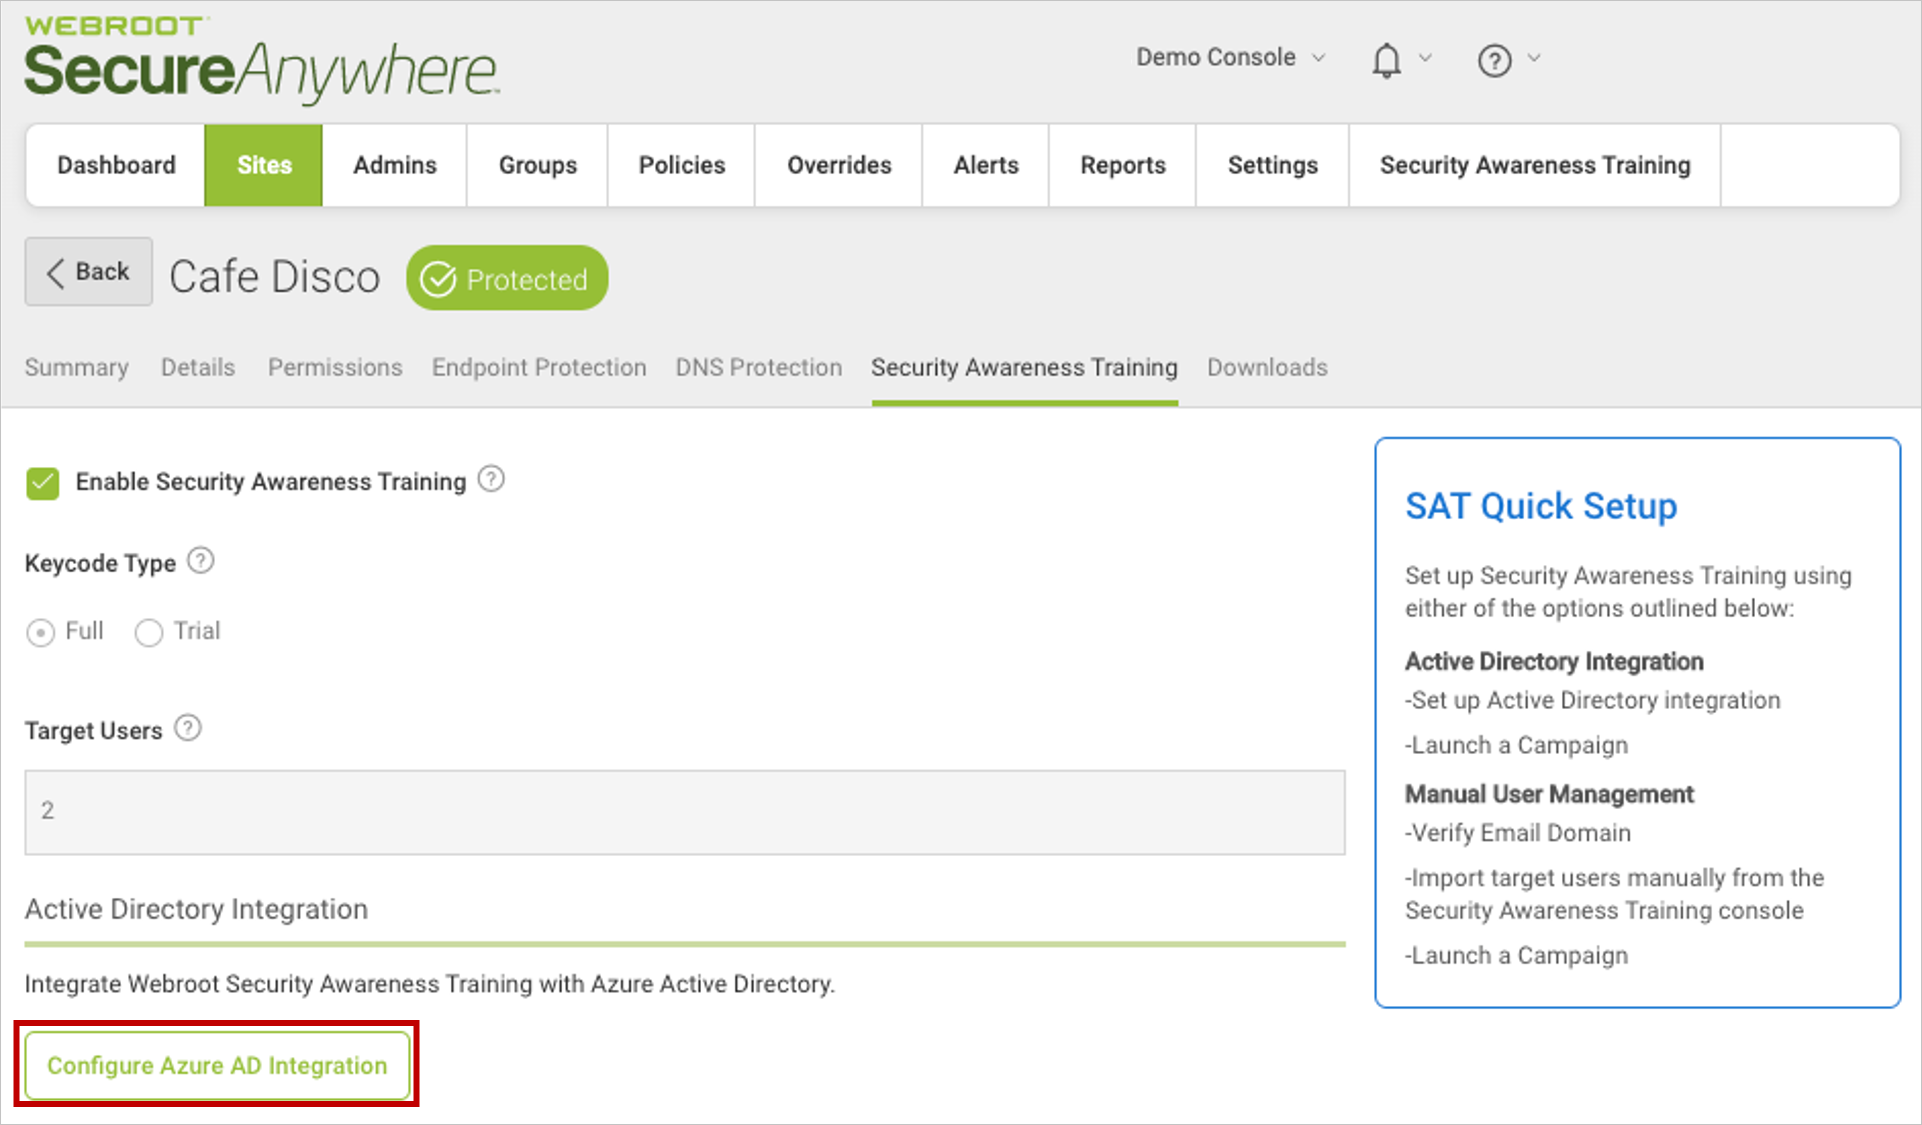 WEBROOT
SecureAnywhere™
Demo Console
Dashboard Sites Admins Groups Policies Overrides Alerts Reports Settings Security Awareness Training
Back Cafe Disco Protected
Summary Details Permissions Endpoint Protection DNS Protection Security Awareness Training Downloads
Enable Security Awareness Training ?
Keycode Type ?
Full Trial
Target Users ?
2
Active Directory Integration
Integrate Webroot Security Awareness Training with Azure Active Directory.
Configure Azure AD Integration
SAT Quick Setup
Set up Security Awareness Training using
either of the options outlined below:
Active Directory Integration
-Set up Active Directory integration
-Launch a Campaign
Manual User Management
-Verify Email Domain
-Import target users manually from the
Security Awareness Training console
-Launch a Campaign